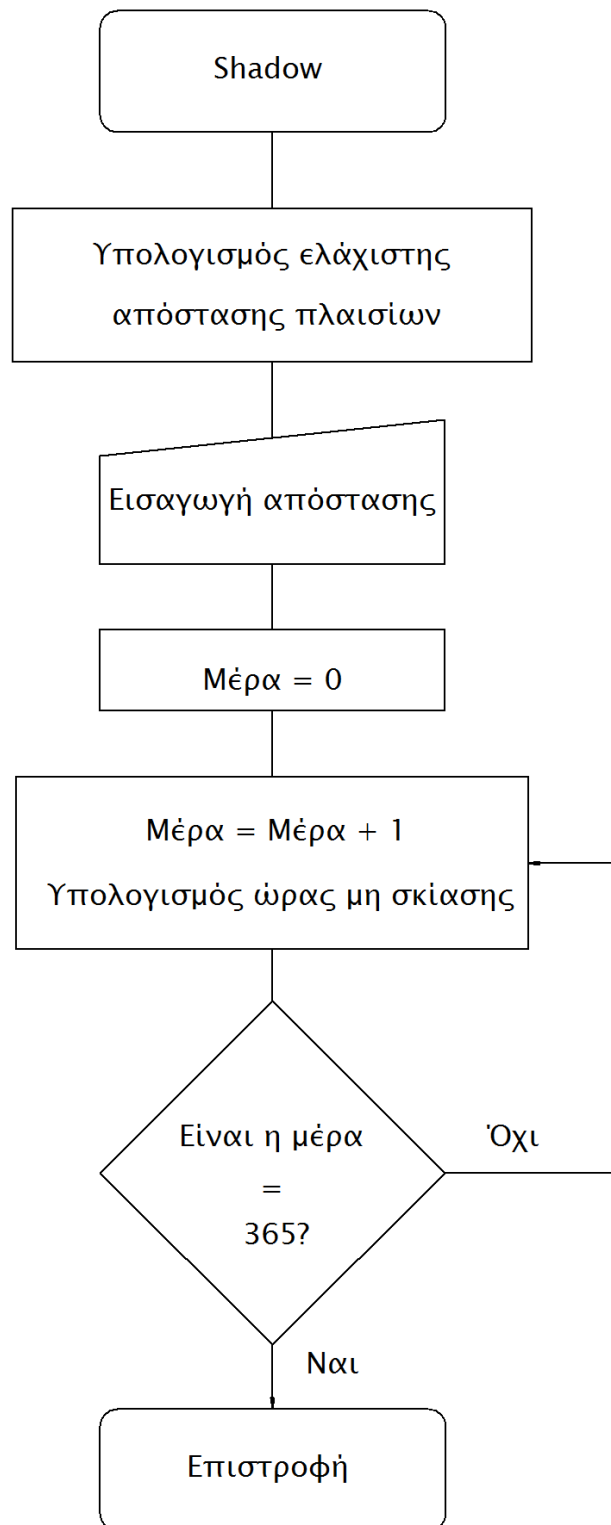 Shadow
Υπολογισμός ελάχιστης
απόστασης πλαισίων
Εισαγωγή απόστασης
Μέρα = 0
Μέρα = Μέρα + 1
Υπολογισμός ώρας μη σκίασης
Είναι η μέρα
=
365?
Όχι
Ναι
Επιστροφή